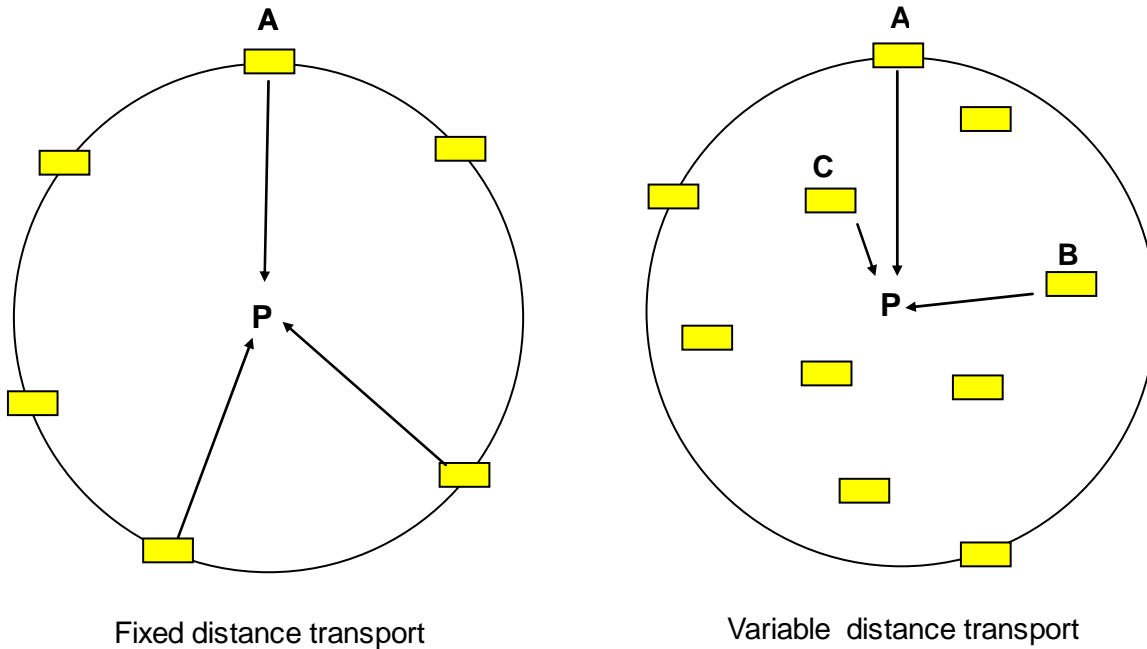 A
P
Fixed distance transport
A
C
B
P
Variable distance transport